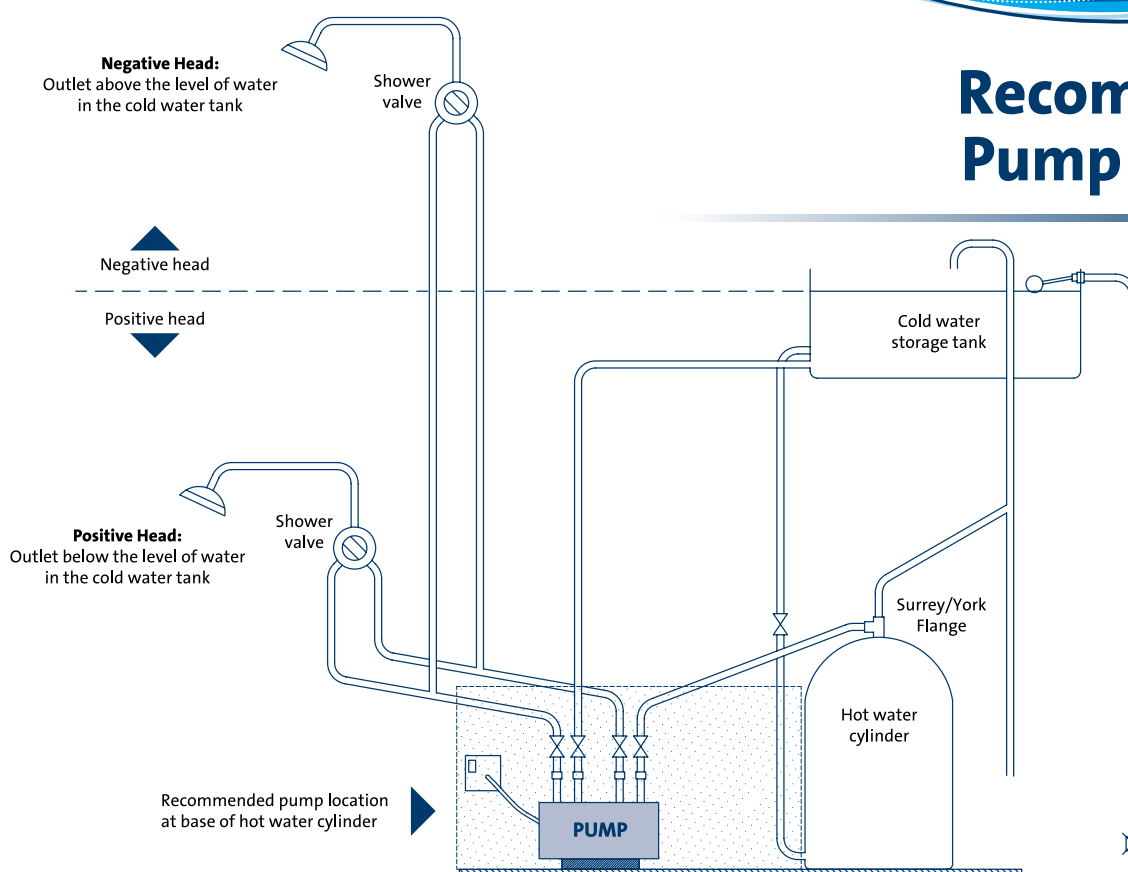 Negative Head:
Outlet above the level of water
in the cold water tank
Shower
valve
Recom
Pump
Negative head
Positive head
Cold water
storage tank
Positive Head:
Outlet below the level of water
in the cold water tank
Shower
valve
Surrey/York
Flange
Hot water
cylinder
Recommended pump location
at base of hot water cylinder
PUMP